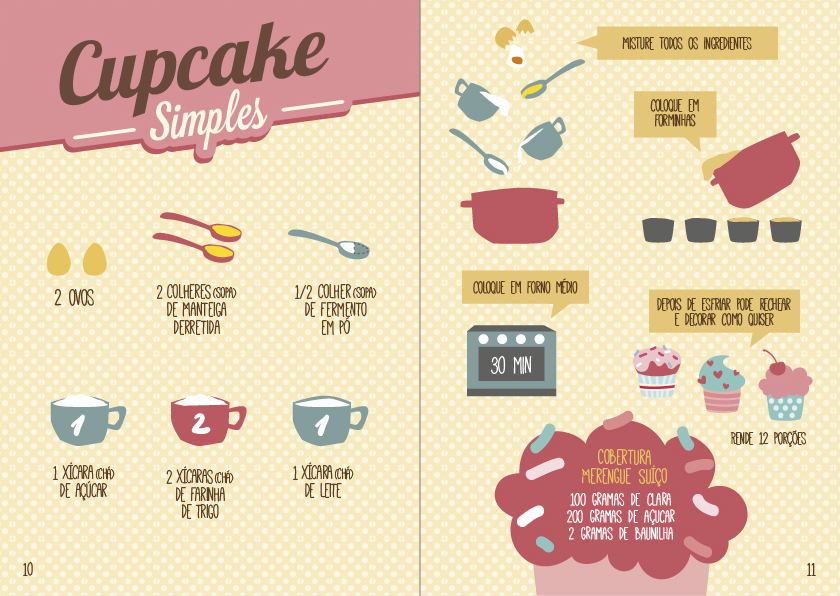 Cupcake
Simples
2 OVOS
2 COLHERES (SOPA)
DE MANTEIGA
DERRETIDA
1/2 COLHER (SOPA)
DE FERMENTO
EM PÓ
1
2
1
1 XÍCARA (CHÁ)
DE AÇÚCAR
2 XÍCARAS (CHÁ)
DE FARINHA
DE TRIGO
1 XÍCARA (CHÁ)
DE LEITE
10
MISTURE TODOS OS INGREDIENTES
COLOQUE EM
FORMINHAS
COLOQUE EM FORNO MÉDIO
30 MIN
DEPOIS DE ESFRIAR PODE RECHEAR
E DECORAR COMO QUISER
RENDE 12 PORÇÕES
COBERTURA
MERENGUE SUÍÇO
100 GRAMAS DE CLARA
200 GRAMAS DE AÇUCAR
2 GRAMAS DE BAUNILHA
11